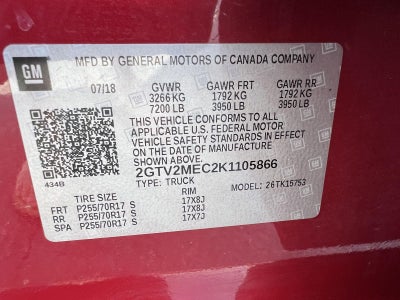 GM
MFD BY GENERAL MOTORS OF CANADA COMPANY
07/18 GVWR GAWR FRT GAWR RR
3266 KG 1792 KG 1792 KG
7200 LB 3950 LB 3950 LB
THIS VEHICLE CONFORMS TO ALL
APPLICABLE U.S. FEDERAL MOTOR
VEHICLE SAFETY STANDARDS IN
EFFECT ON THE DATE OF
MANUFACTURE SHOWN ABOVE.
2GTV2MEC2K1105866
434B TYPE: TRUCK
MODEL: 26TK15753
TIRE SIZE RIM
FRT P255/70R17 S 17X8J
RR P255/70R17 S 17X8J
SPA P255/70R17 S 17X7J